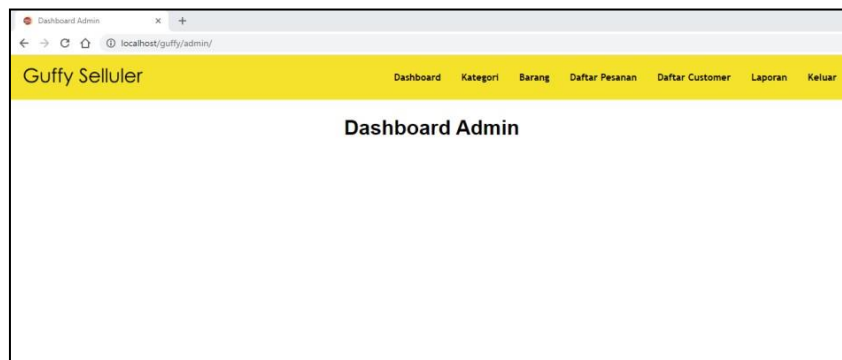 Dashboard Admin
localhost/guffy/admin/
Guffy Selluler Dashboard Kategori Barang Daftar Pesanan Daftar Customer Laporan Keluar
Dashboard Admin